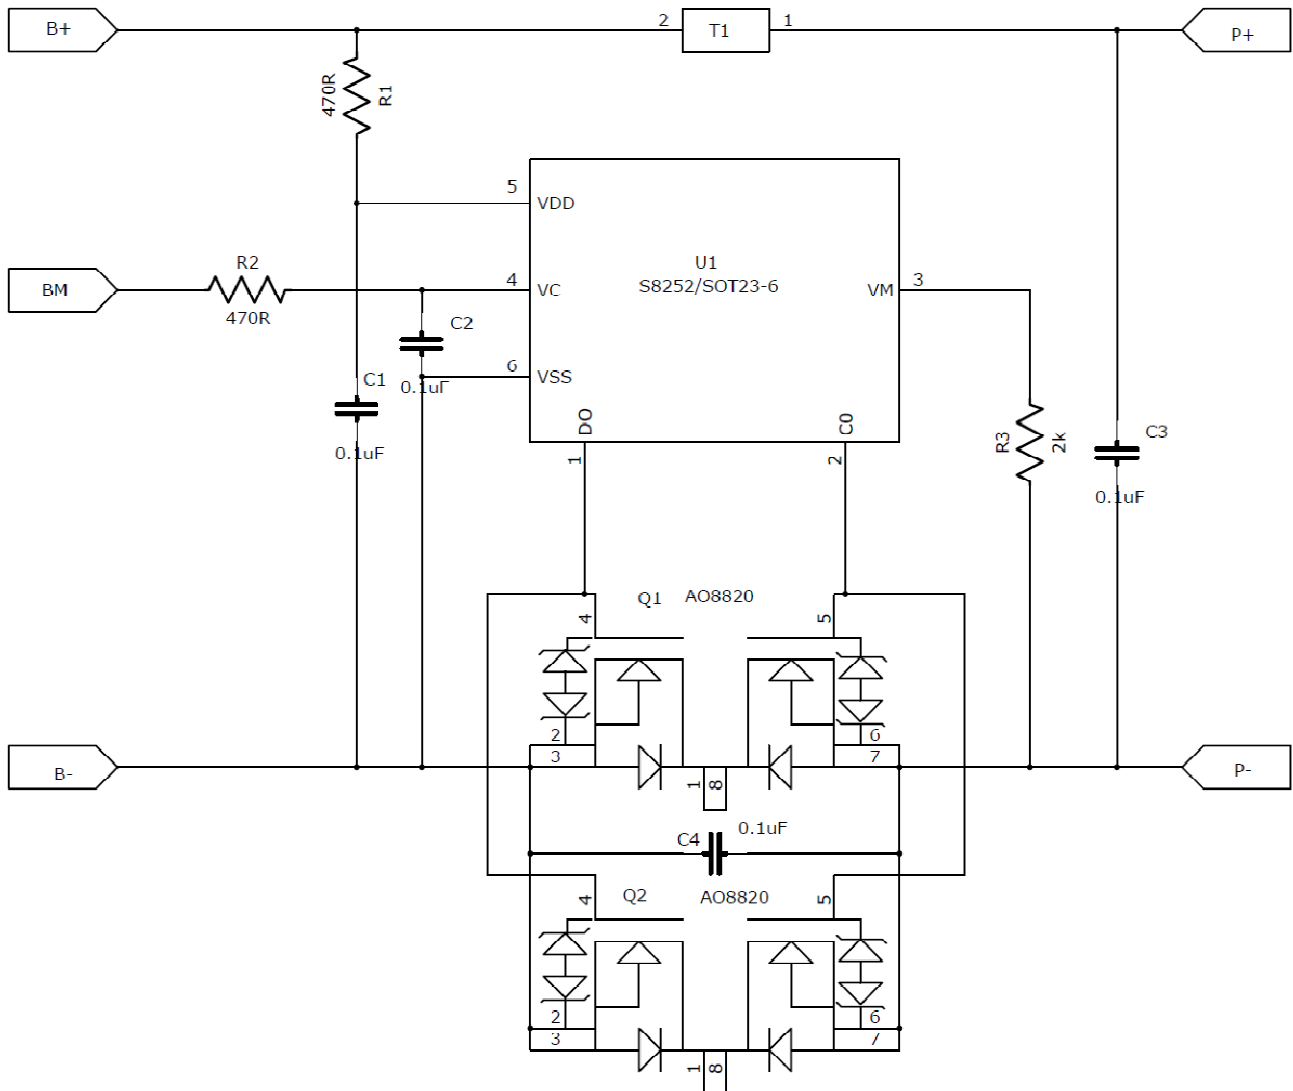 B+
2
T1
1
P+
470R
R1
5
VDD
U1
S8252/SOT23-6
R2
BM
4
VC
VM
3
470R
C2
6
VSS
C1
0.1uF
DO
C0
R3
2k
C3
0.1uF
1
2
0.1uF
Q1
AO8820
4
5
2
6
3
7
B-
P-
1
8
C4
0.1uF
Q2
AO8820
4
5
2
6
3
7
1
8